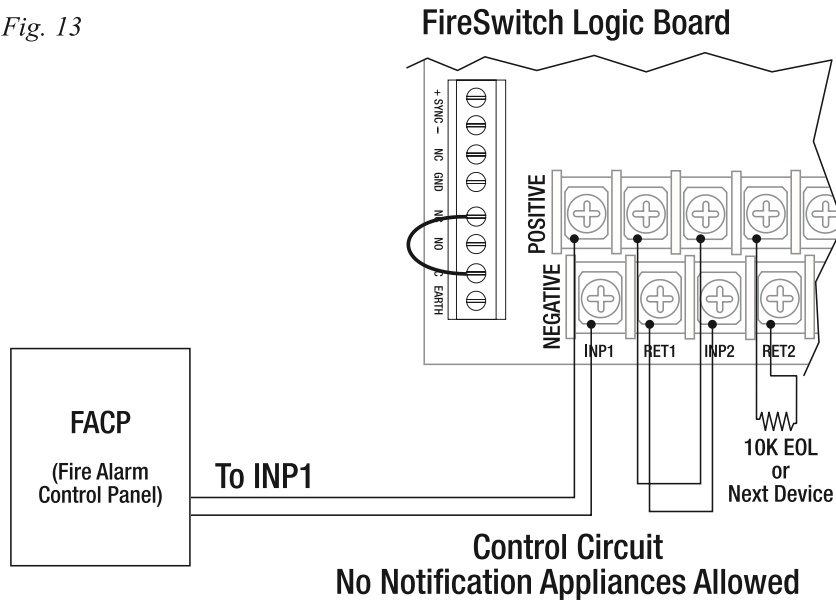 Fig. 13
FireSwitch Logic Board
+ SYNC -
NC
GND
NC
NO
C
EARTH
POSITIVE
NEGATIVE
INP1
RET1
INP2
RET2
FACP
(Fire Alarm
Control Panel)
To INP1
10K EOL
or
Next Device
Control Circuit
No Notification Appliances Allowed